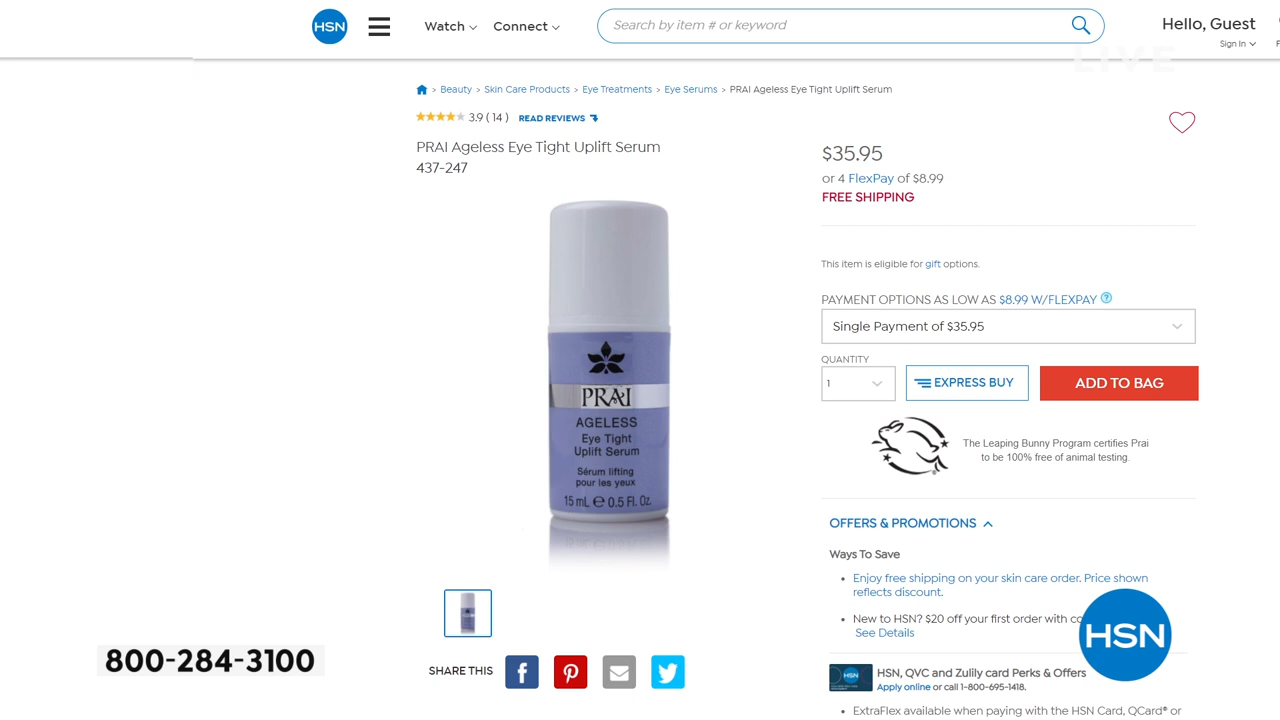 HSN
Watch
Connect
Search by item # or keyword
Hello, Guest
Sign In
LIVE
> Beauty > Skin Care Products > Eye Treatments > Eye Serums > PRAI Ageless Eye Tight Uplift Serum
3.9 ( 14 ) READ REVIEWS
PRAI Ageless Eye Tight Uplift Serum
437-247
$35.95
or 4 FlexPay of $8.99
FREE SHIPPING
This item is eligible for gift options.
PAYMENT OPTIONS AS LOW AS $8.99 W/FLEXPAY ?
Single Payment of $35.95
QUANTITY
1
EXPRESS BUY
ADD TO BAG
The Leaping Bunny Program certifies Prai
to be 100% free of animal testing.
PRAI
AGELESS
Eye Tight
Uplift Serum
Sérum lifting
pour les yeux
15 mL e 0.5 Fl. Oz.
OFFERS & PROMOTIONS
Ways To Save
• Enjoy free shipping on your skin care order. Price shown
reflects discount.
• New to HSN? $20 off your first order with
See Details
HSN
HSN, QVC and Zulily card Perks & Offers
Apply online or call 1-800-695-1418.
• ExtraFlex available when paying with the HSN Card, QCard® or
SHARE THIS
800-284-3100